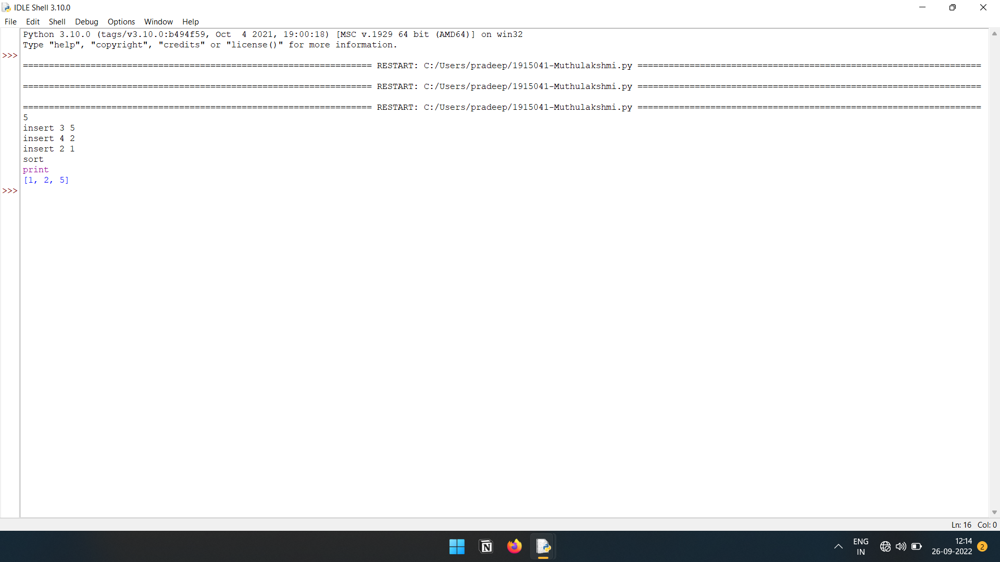 IDLE Shell 3.10.0
File Edit Shell Debug Options Window Help
Python 3.10.0 (tags/v3.10.0:b494f59, Oct  4 2021, 19:00:18) [MSC v.1929 64 bit (AMD64)] on win32
Type "help", "copyright", "credits" or "license()" for more information.
>>>
=================================================================== RESTART: C:/Users/pradeep/1915041-Muthulakshmi.py ==================================================================
=================================================================== RESTART: C:/Users/pradeep/1915041-Muthulakshmi.py ==================================================================
=================================================================== RESTART: C:/Users/pradeep/1915041-Muthulakshmi.py ==================================================================
5
insert 3 5
insert 4 2
insert 2 1
sort
print
[1, 2, 5]
>>>
Ln: 16 Col: 0
ENG
IN
12:14
26-09-2022
2